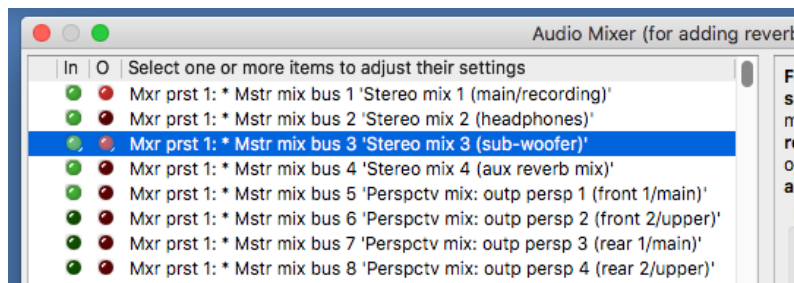 Audio Mixer (for adding reverb
In O Select one or more items to adjust their settings
Mxr prst 1: * Mstr mix bus 1 'Stereo mix 1 (main/recording)'
Mxr prst 1: * Mstr mix bus 2 'Stereo mix 2 (headphones)'
Mxr prst 1: * Mstr mix bus 3 'Stereo mix 3 (sub-woofer)'
Mxr prst 1: * Mstr mix bus 4 'Stereo mix 4 (aux reverb mix)'
Mxr prst 1: * Mstr mix bus 5 'Perspctv mix: outp persp 1 (front 1/main)'
Mxr prst 1: * Mstr mix bus 6 'Perspctv mix: outp persp 2 (front 2/upper)'
Mxr prst 1: * Mstr mix bus 7 'Perspctv mix: outp persp 3 (rear 1/main)'
Mxr prst 1: * Mstr mix bus 8 'Perspctv mix: outp persp 4 (rear 2/upper)'